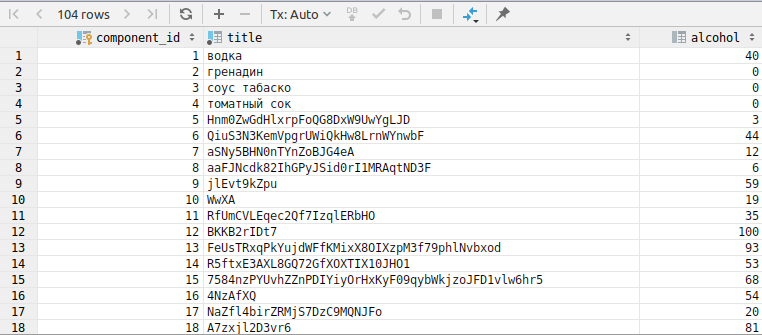 104 rows Tx: Auto DB
component_id title alcohol
1 1 водка 40
2 2 гренадин 0
3 3 соус табаско 0
4 4 томатный сок 0
5 5 Hnm0ZwGdHlxrpFoQG8DxW9UwYgLJD 3
6 6 QiuS3N3KemVpgrUWiQkHw8LrnWYnwbF 44
7 7 aSNy5BHN0nTYnZoBJG4eA 12
8 8 aaFJNcdk82IhGPyJSid0rI1MRAqtND3F 6
9 9 jlEvt9kZpu 59
10 10 WwXA 19
11 11 RfUmCVLEqec2Qf7IzqlERbHO 35
12 12 BKKB2rIDt7 100
13 13 FeUsTRxqPkYujdWFfKMixX8OIXzpM3f79phlNvbxod 93
14 14 R5ftxE3AXL8GQ72GfXOXTIX10JHO1 53
15 15 7584nzPYUvhZZnPDIYiyOrHxKyF09qybWkjzoJFD1vlw6hr5 68
16 16 4NzAfXQ 54
17 17 NaZfl4birZRMjS7DzC9MQNJFo 20
18 18 A7zxjl2D3vr6 81